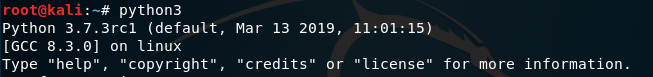 root@kali:~# python3
Python 3.7.3rc1 (default, Mar 13 2019, 11:01:15)
[GCC 8.3.0] on linux
Type "help", "copyright", "credits" or "license" for more information.